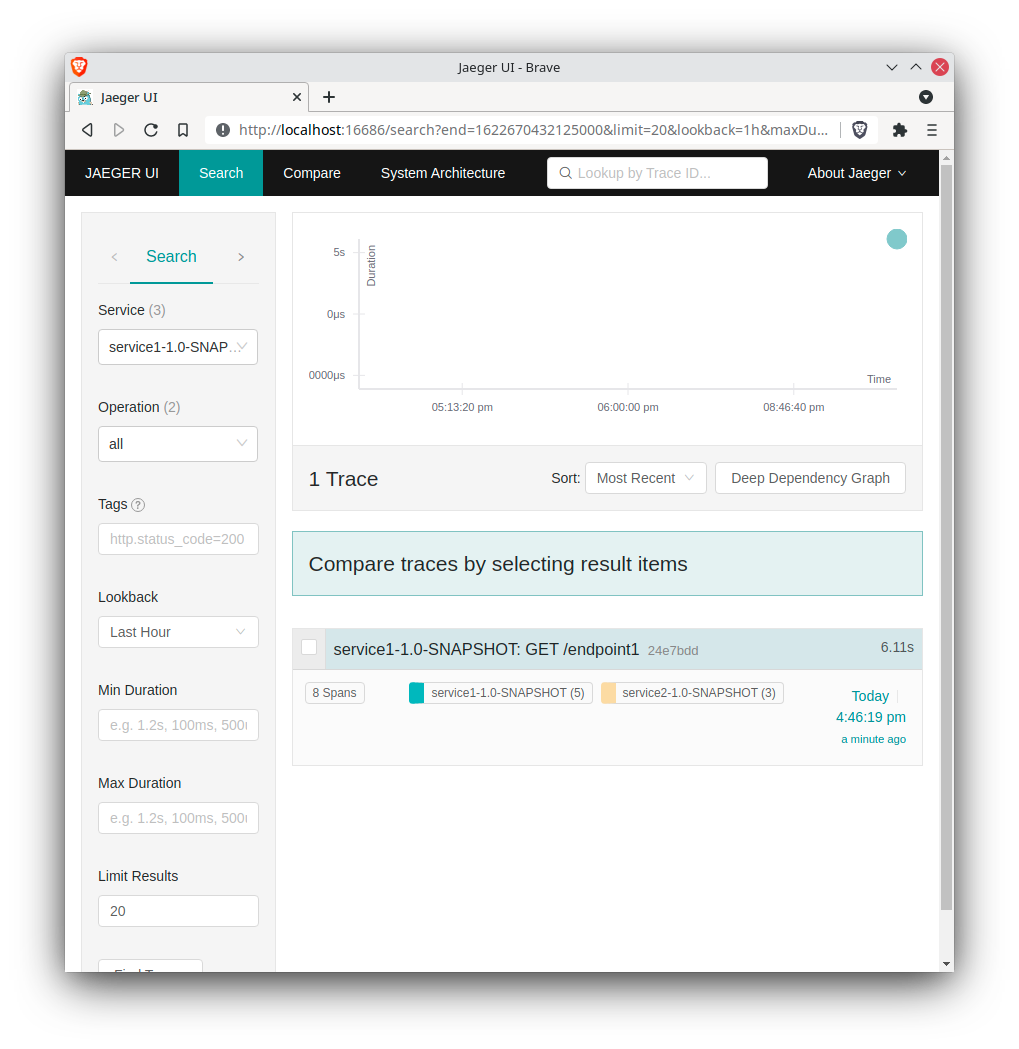 Jaeger UI - Brave
Jaeger UI
http://localhost:16686/search?end=1622670432125000&limit=20&lookback=1h&maxDu...
JAEGER UI
Search
Compare
System Architecture
Lookup by Trace ID...
About Jaeger
Search
Service (3)
service1-1.0-SNAP...
Operation (2)
all
Tags ?
http.status_code=200
Lookback
Last Hour
Min Duration
e.g. 1.2s, 100ms, 500
Max Duration
e.g. 1.2s, 100ms, 500
Limit Results
20
Duration
5s
0μs
0000μs
Time
05:13:20 pm
06:00:00 pm
08:46:40 pm
1 Trace
Sort:
Most Recent
Deep Dependency Graph
Compare traces by selecting result items
service1-1.0-SNAPSHOT: GET /endpoint1 24e7bdd
6.11s
8 Spans
service1-1.0-SNAPSHOT (5)
service2-1.0-SNAPSHOT (3)
Today
4:46:19 pm
a minute ago